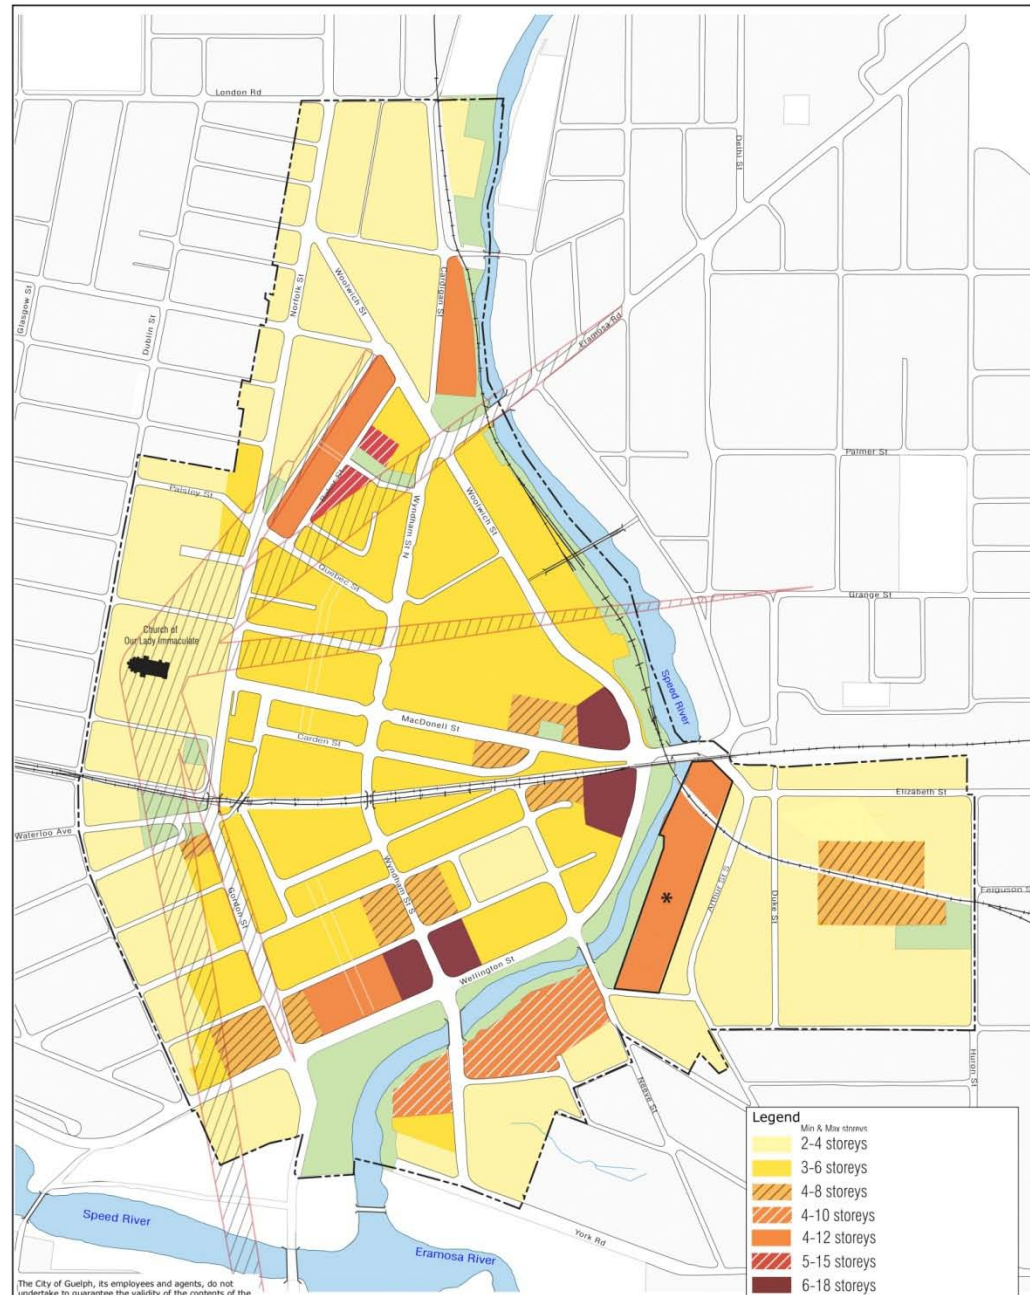 London Rd
Delhi St
Glasgow St
Dublin St
Norfolk St
Woolwich St
Cardigan St
Eramosa Rd
Palmer St
Paisley St
Wyndham St N
Woolwich St
Quebec St
Grange St
Church of
Our Lady Immaculate
Speed River
MacDonell St
Carden St
Elizabeth St
Waterloo Ave
Wyndham St S
Gordon St
Arthur St S
Duke St
Ferguson S
*
Wellington St
Neeve St
Huron St
York Rd
Speed River
Eramosa River
Legend
Min & Max storeys
2-4 storeys
3-6 storeys
4-8 storeys
4-10 storeys
4-12 storeys
5-15 storeys
6-18 storeys
The City of Guelph, its employees and agents, do not
undertake to guarantee the validity of the contents of the